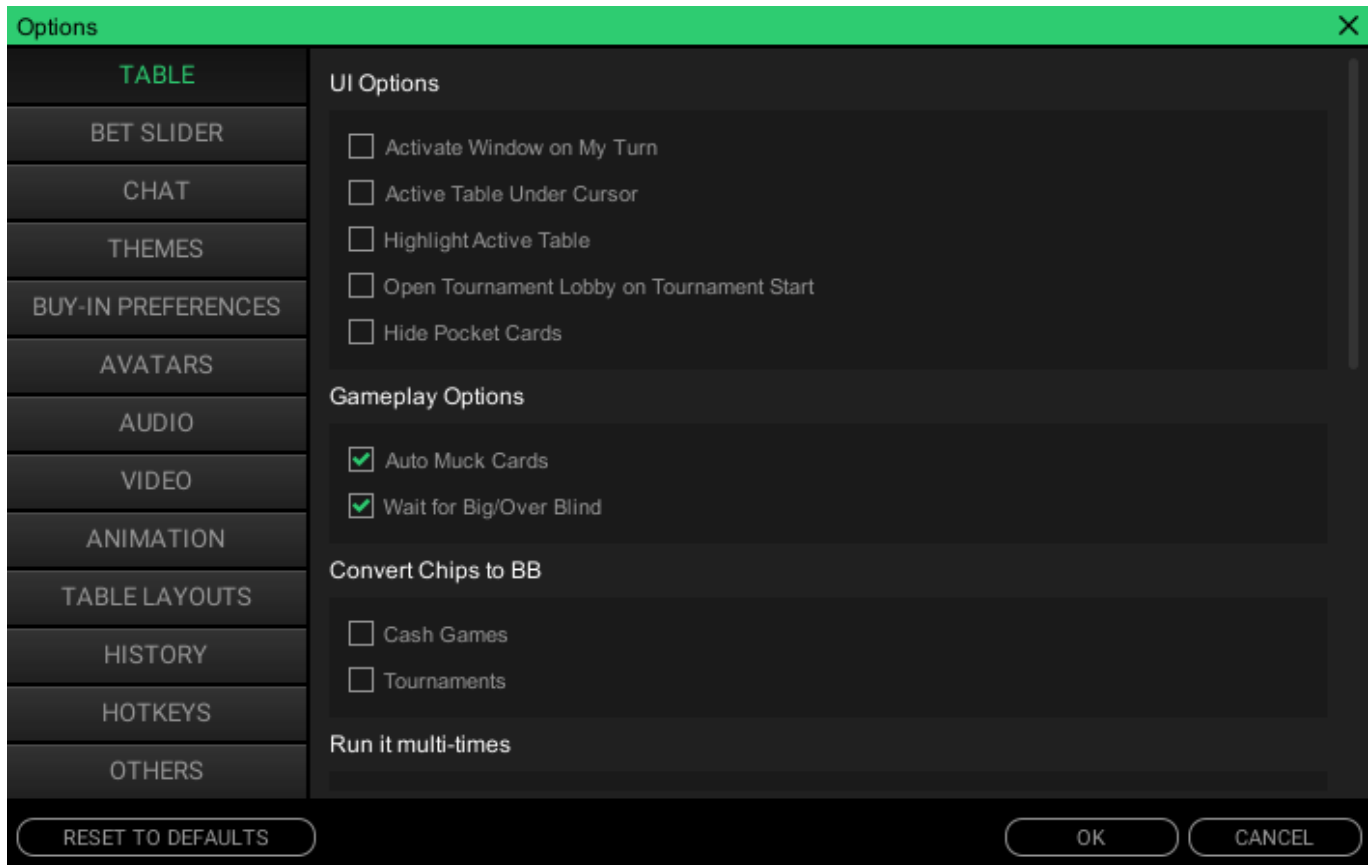 Options
TABLE
BET SLIDER
CHAT
THEMES
BUY-IN PREFERENCES
AVATARS
AUDIO
VIDEO
ANIMATION
TABLE LAYOUTS
HISTORY
HOTKEYS
OTHERS
UI Options
Activate Window on My Turn
Active Table Under Cursor
Highlight Active Table
Open Tournament Lobby on Tournament Start
Hide Pocket Cards
Gameplay Options
Auto Muck Cards
Wait for Big/Over Blind
Convert Chips to BB
Cash Games
Tournaments
Run it multi-times
RESET TO DEFAULTS
OK
CANCEL